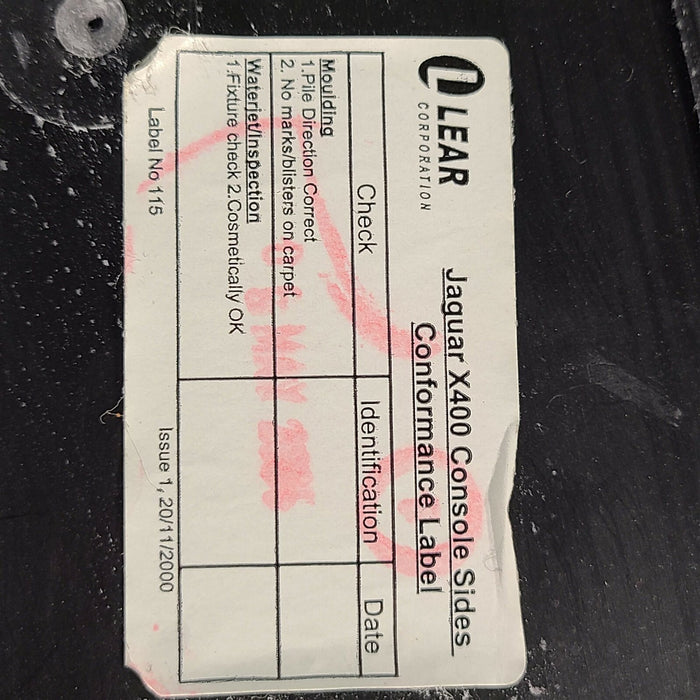 LEAR
CORPORATION
Jaguar X400 Console Sides
Conformance Label
Check Identification Date
Moulding
1.Pile Direction Correct
2. No marks/blisters on carpet
Waterjet/Inspection
1.Fixture check 2.Cosmetically OK
MAY
Label No 115 Issue 1, 20/11/2000